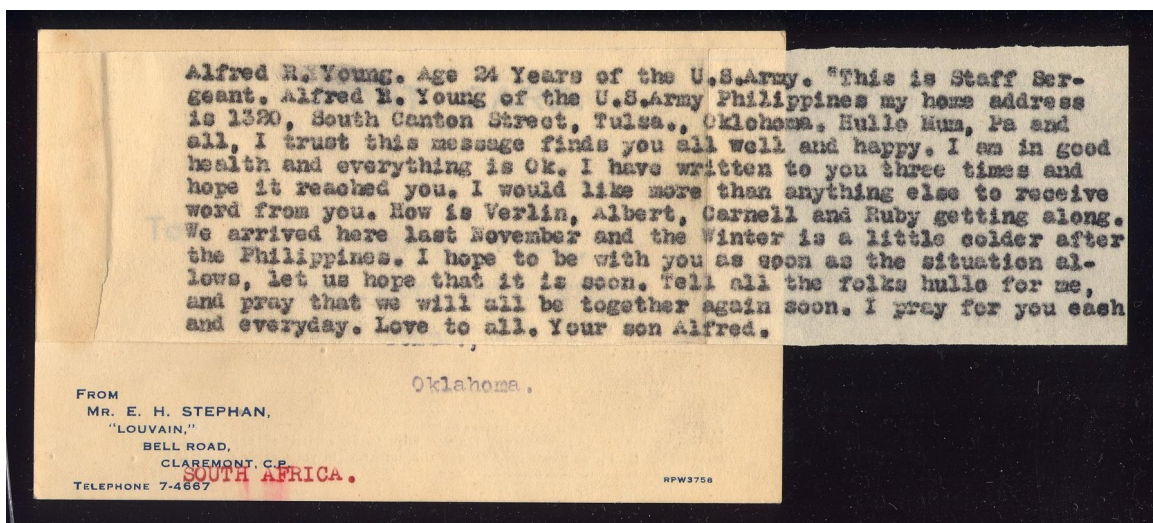 Alfred R. Young. Age 24 Years of the U.S.Army. "This is Staff Ser-
geant. Alfred R. Young of the U.S.Army Philippines my home address
is 1320, South Canton Street, Tulsa., Oklohoma. Hullo Mum, Pa and
all, I trust this message finds you all well and happy. I am in good
health and everything is Ok. I have written to you three times and
hope it reached you. I would like more than anything else to receive
word from you. How is Verlin, Albert, Carnell and Ruby getting along.
We arrived here last November and the Winter is a little colder after
the Philippines. I hope to be with you as soon as the situation al-
lows, let us hope that it is soon. Tell all the folks hullo for me,
and pray that we will all be together again soon. I pray for you each
and everyday. Love to all. Your son Alfred.
Oklahoma.
FROM
MR. E. H. STEPHAN,
"LOUVAIN,"
BELL ROAD,
CLAREMONT, C.P.
SOUTH AFRICA.
TELEPHONE 7-4667
RPW3758